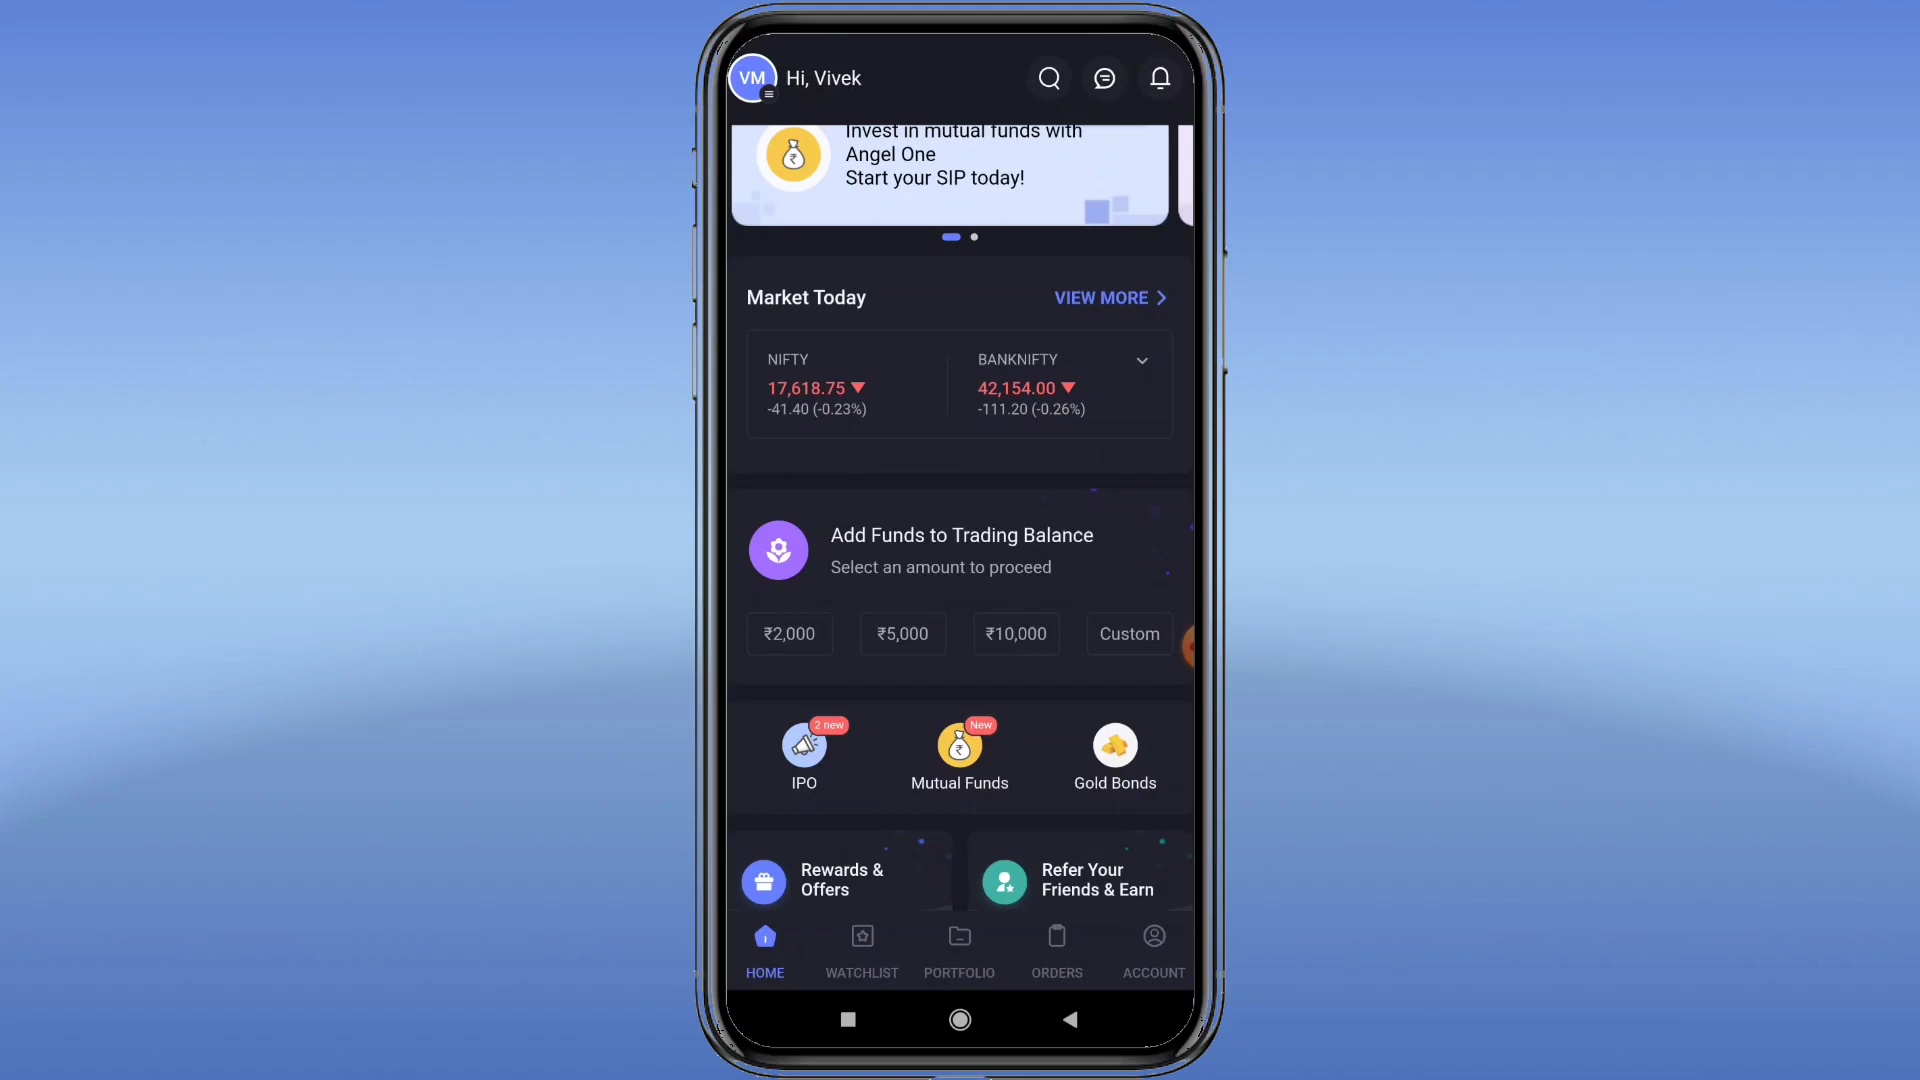 VM
Hi, Vivek
Invest in mutual funds with
Angel One
Start your SIP today!
Market Today
VIEW MORE
NIFTY
17,618.75
-41.40 (-0.23%)
BANKNIFTY
42,154.00
-111.20 (-0.26%)
Add Funds to Trading Balance
Select an amount to proceed
₹2,000
₹5,000
₹10,000
Custom
2 new
IPO
New
Mutual Funds
Gold Bonds
Rewards &
Offers
Refer Your
Friends & Earn
HOME
WATCHLIST
PORTFOLIO
ORDERS
ACCOUNT